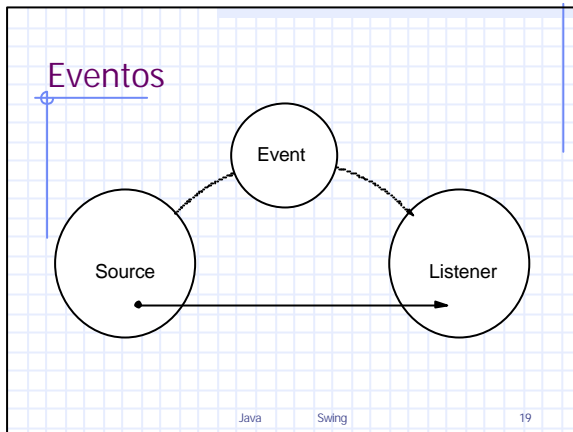 Eventos
Event
Source
Listener
Java Swing 19